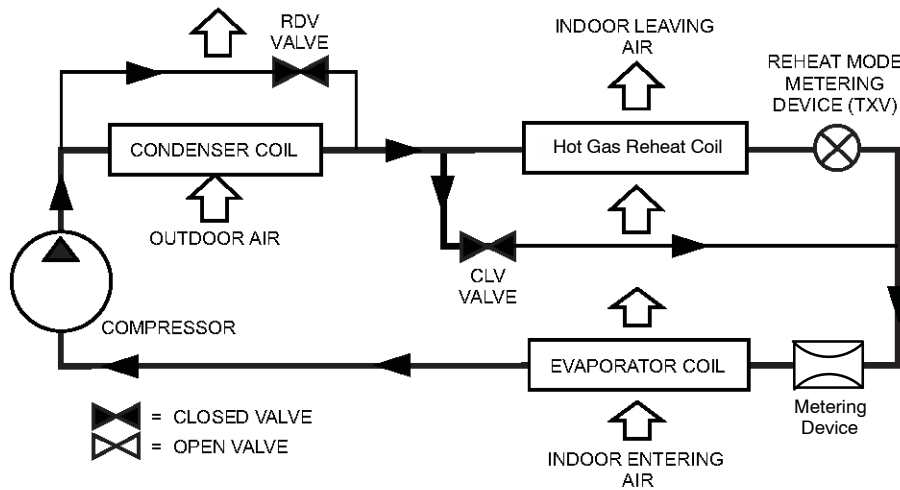 RDV
VALVE
INDOOR LEAVING
AIR
REHEAT MODE
METERING
DEVICE (TXV)
CONDENSER COIL
Hot Gas Reheat Coil
OUTDOOR AIR
CLV
VALVE
COMPRESSOR
EVAPORATOR COIL
Metering
Device
= CLOSED VALVE
= OPEN VALVE
INDOOR ENTERING
AIR